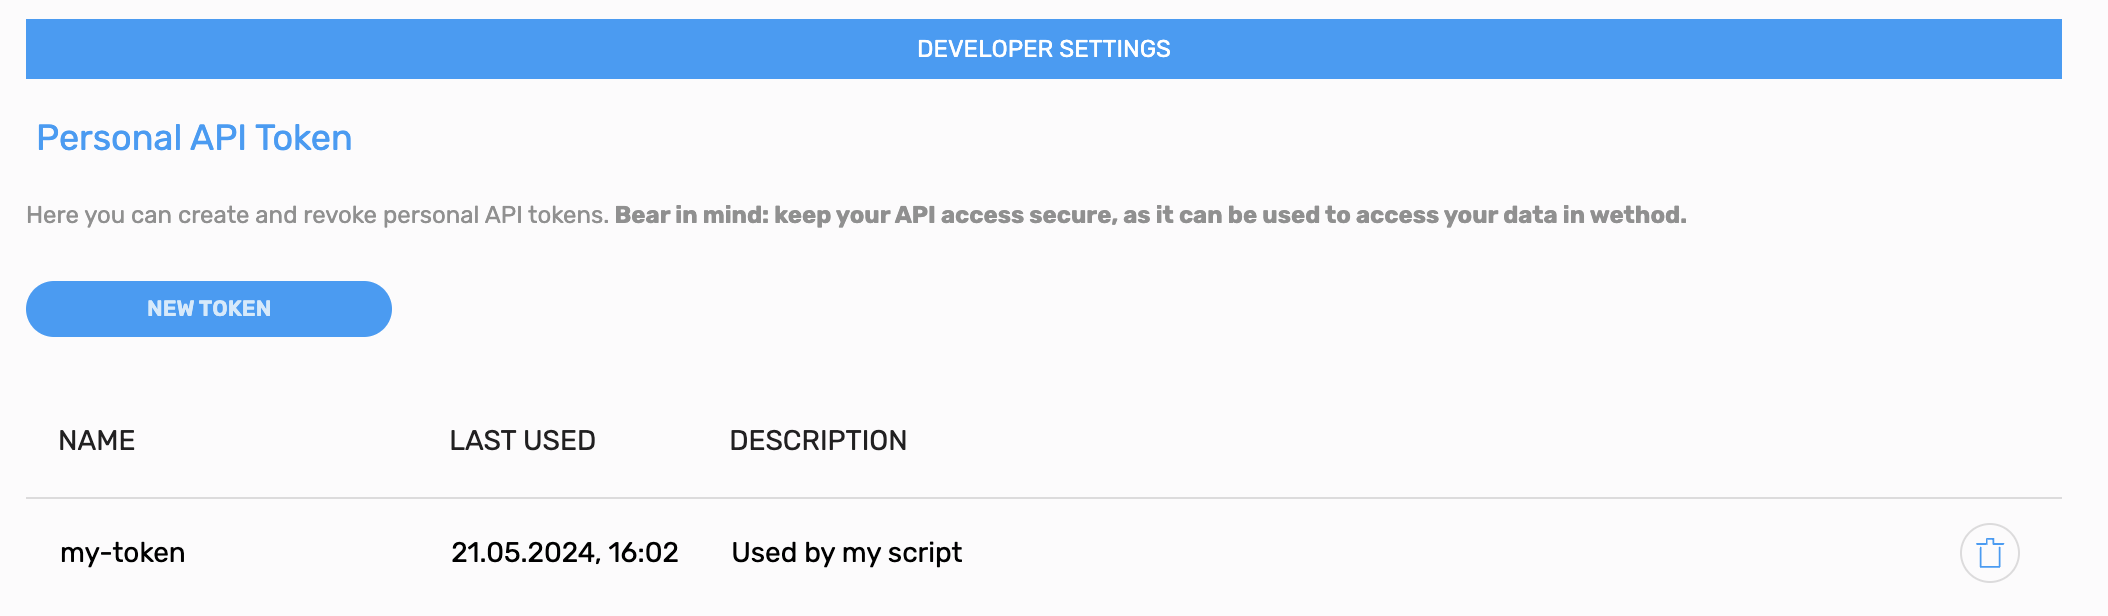 DEVELOPER SETTINGS
Personal API Token
Here you can create and revoke personal API tokens. Bear in mind: keep your API access secure, as it can be used to access your data in wethod.
NEW TOKEN
NAME LAST USED DESCRIPTION
my-token 21.05.2024, 16:02 Used by my script